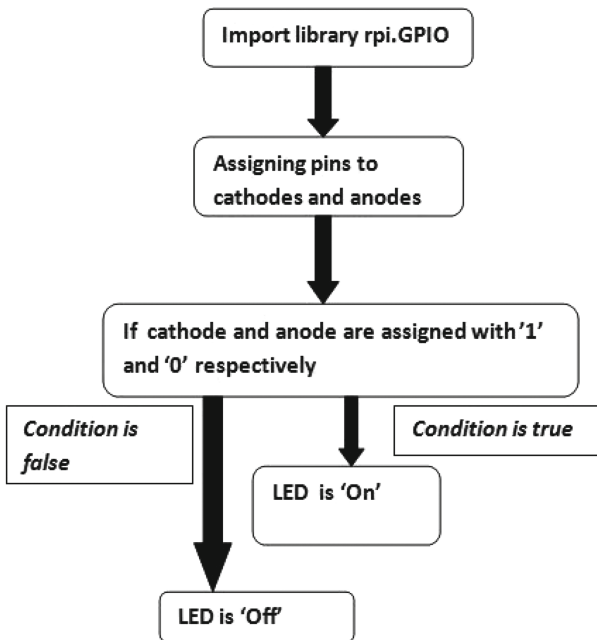 Import library rpi.GPIO
Assigning pins to
cathodes and anodes
If cathode and anode are assigned with ’1’
and ‘0’ respectively
Condition is
false
Condition is true
LED is ‘On’
LED is ‘Off’